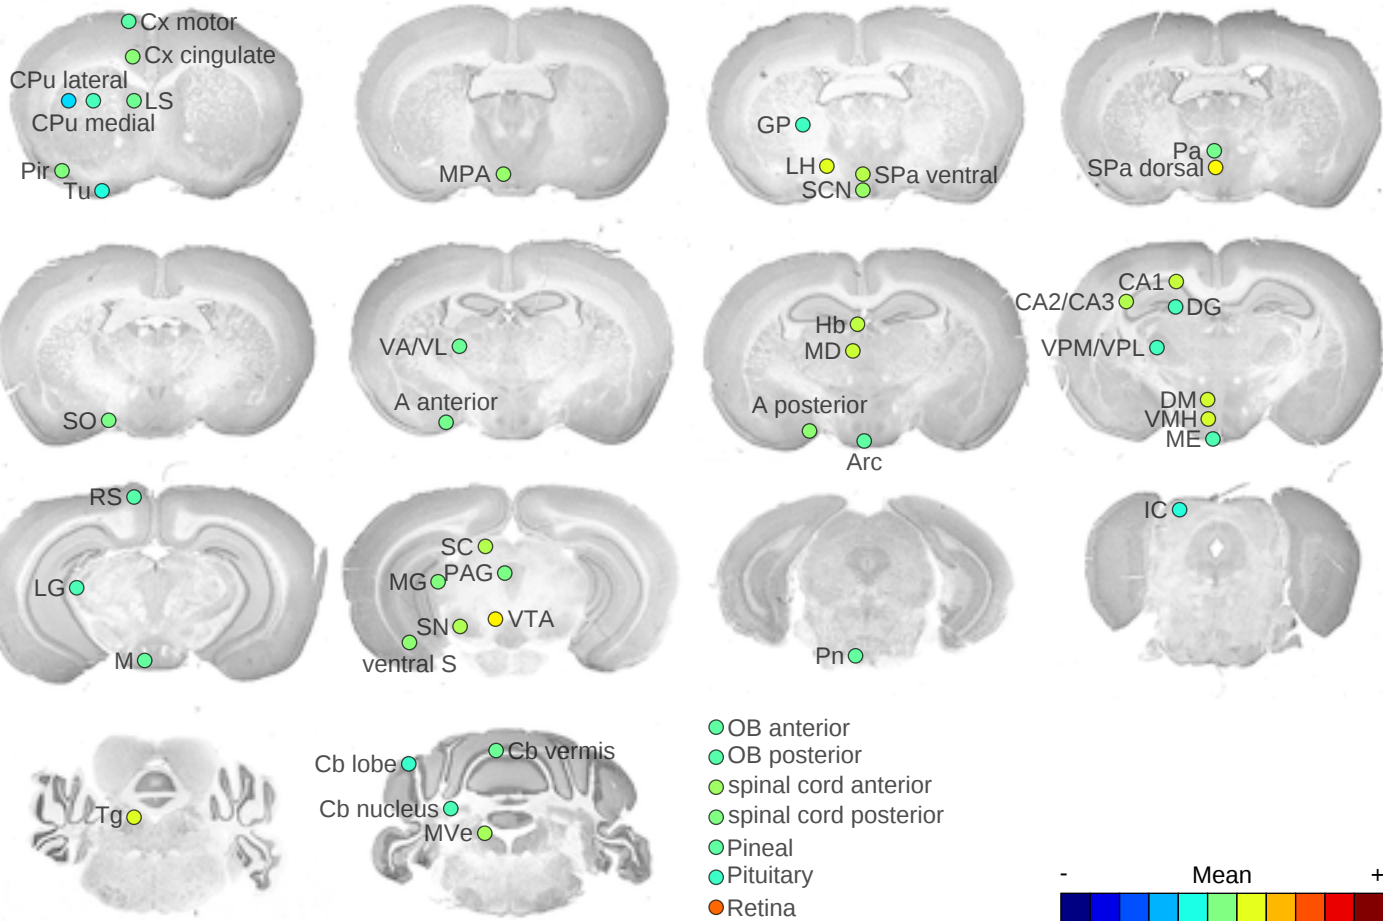 Cx motor
Cx cingulate
CPu lateral
LS
CPu medial
Pir
Tu
MPA
GP
LH
SPa ventral
SCN
Pa
SPa dorsal
SO
VA/VL
A anterior
Hb
MD
A posterior
Arc
CA1
CA2/CA3
DG
VPM/VPL
DM
VMH
ME
RS
LG
M
SC
MG
PAG
SN
VTA
ventral S
Pn
IC
Tg
Cb lobe
Cb vermis
Cb nucleus
MVe
OB anterior
OB posterior
spinal cord anterior
spinal cord posterior
Pineal
Pituitary
Retina
- Mean +